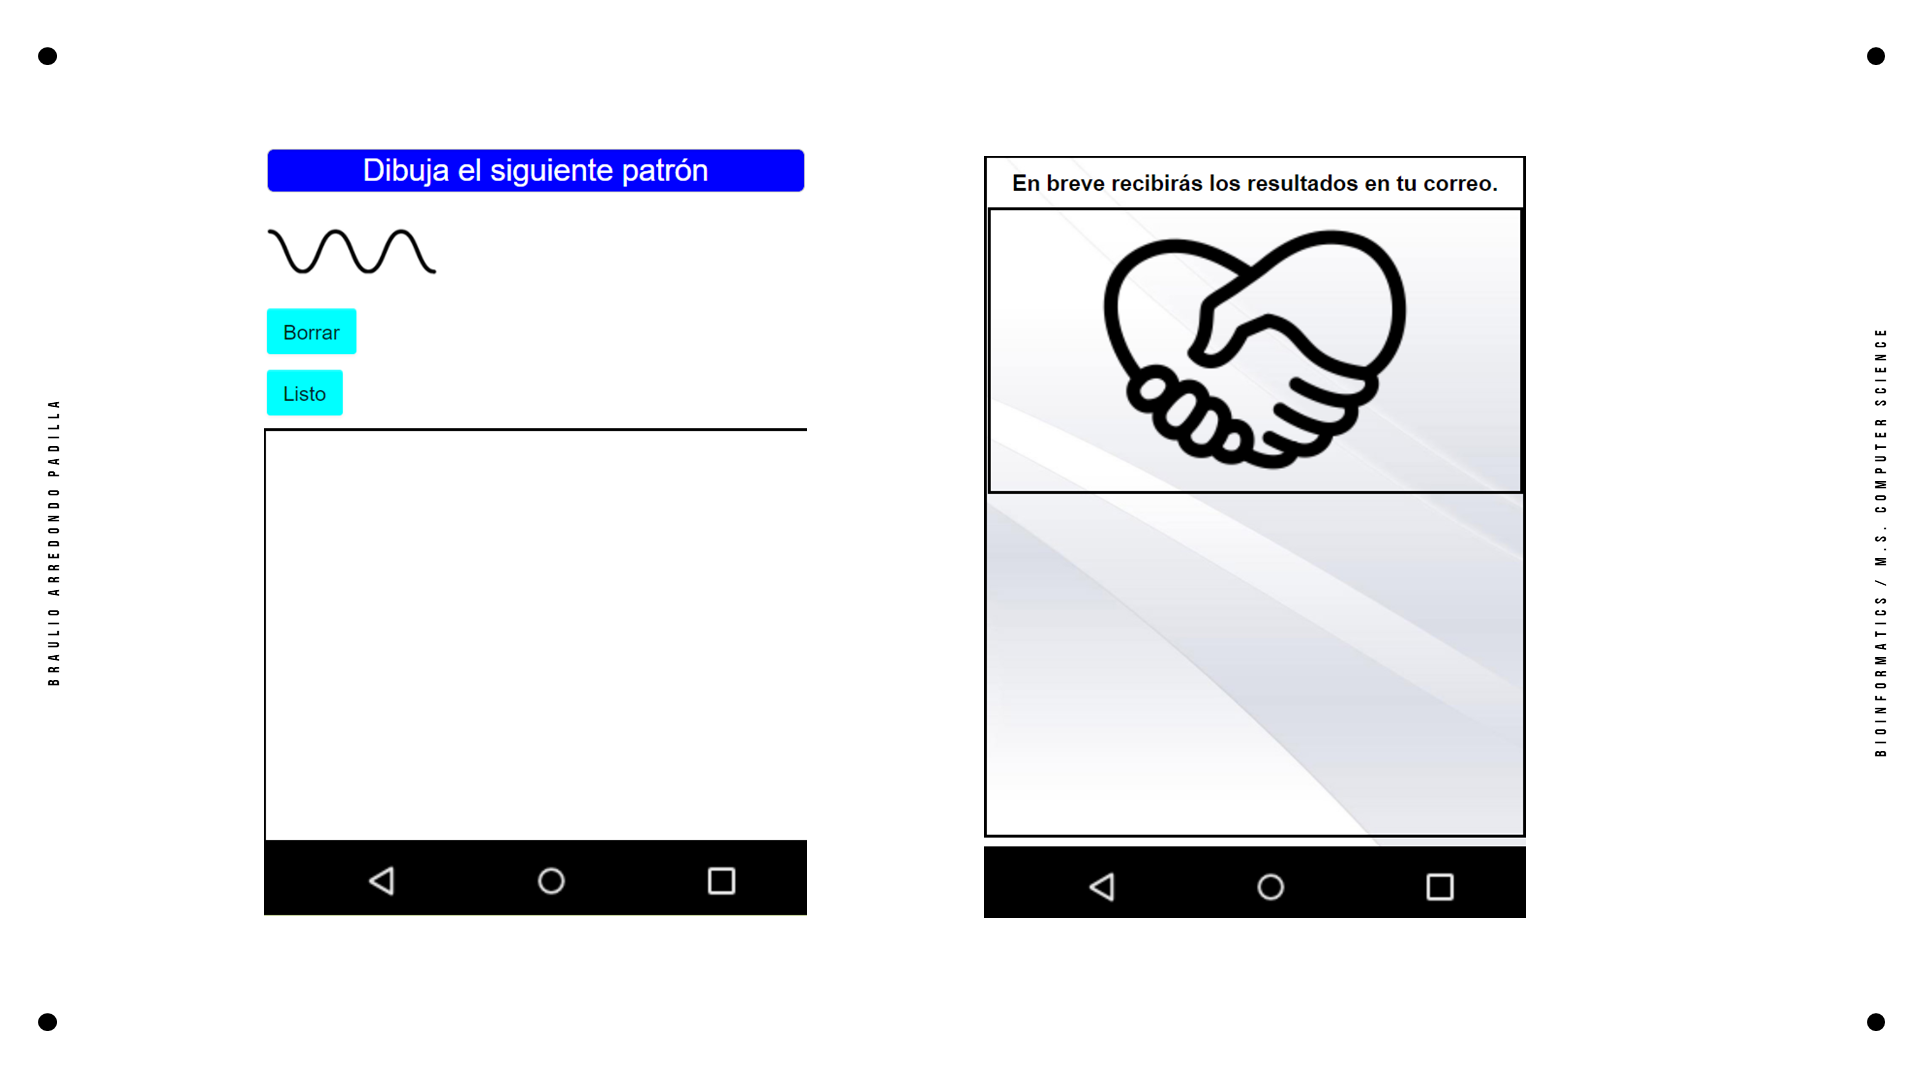 BRAULIO ARREDONDO PADILLA
Dibuja el siguiente patrón
Borrar
Listo
En breve recibirás los resultados en tu correo.
BIOINFORMATICS / M.S. COMPUTER SCIENCE